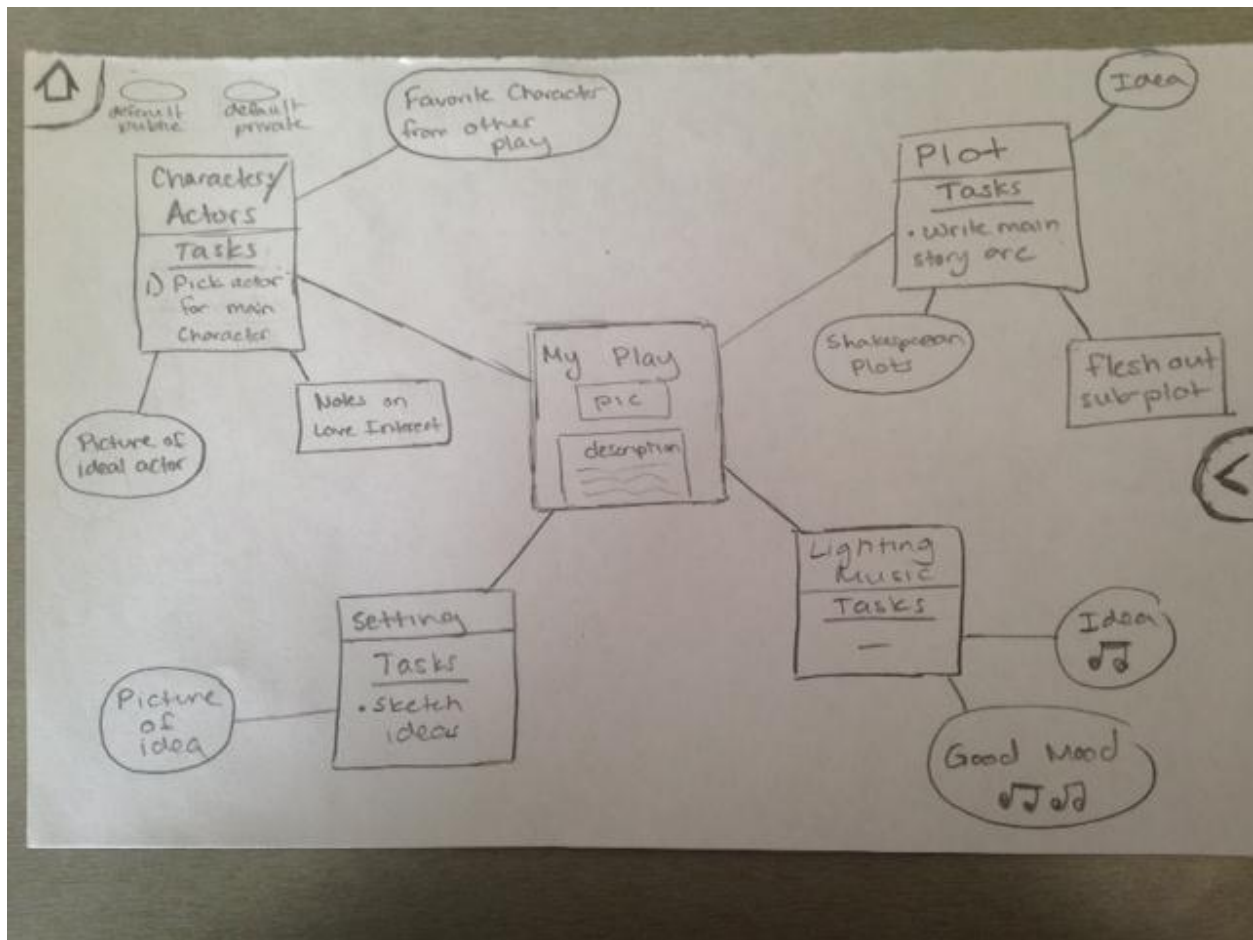 default
public
default
private
Favorite Character
from other
play
Characters/
Actors
Tasks
1) Pick actor
for main
Character
Picture of
ideal actor
Notes on
Love Interest
My Play
pic
description
Idea
Plot
Tasks
• Write main
story arc
Shakespearean
Plots
flesh out
subplot
<
Setting
Tasks
• sketch
ideas
Picture
of
idea
Lighting
Music
Tasks
—
Idea
Good Mood